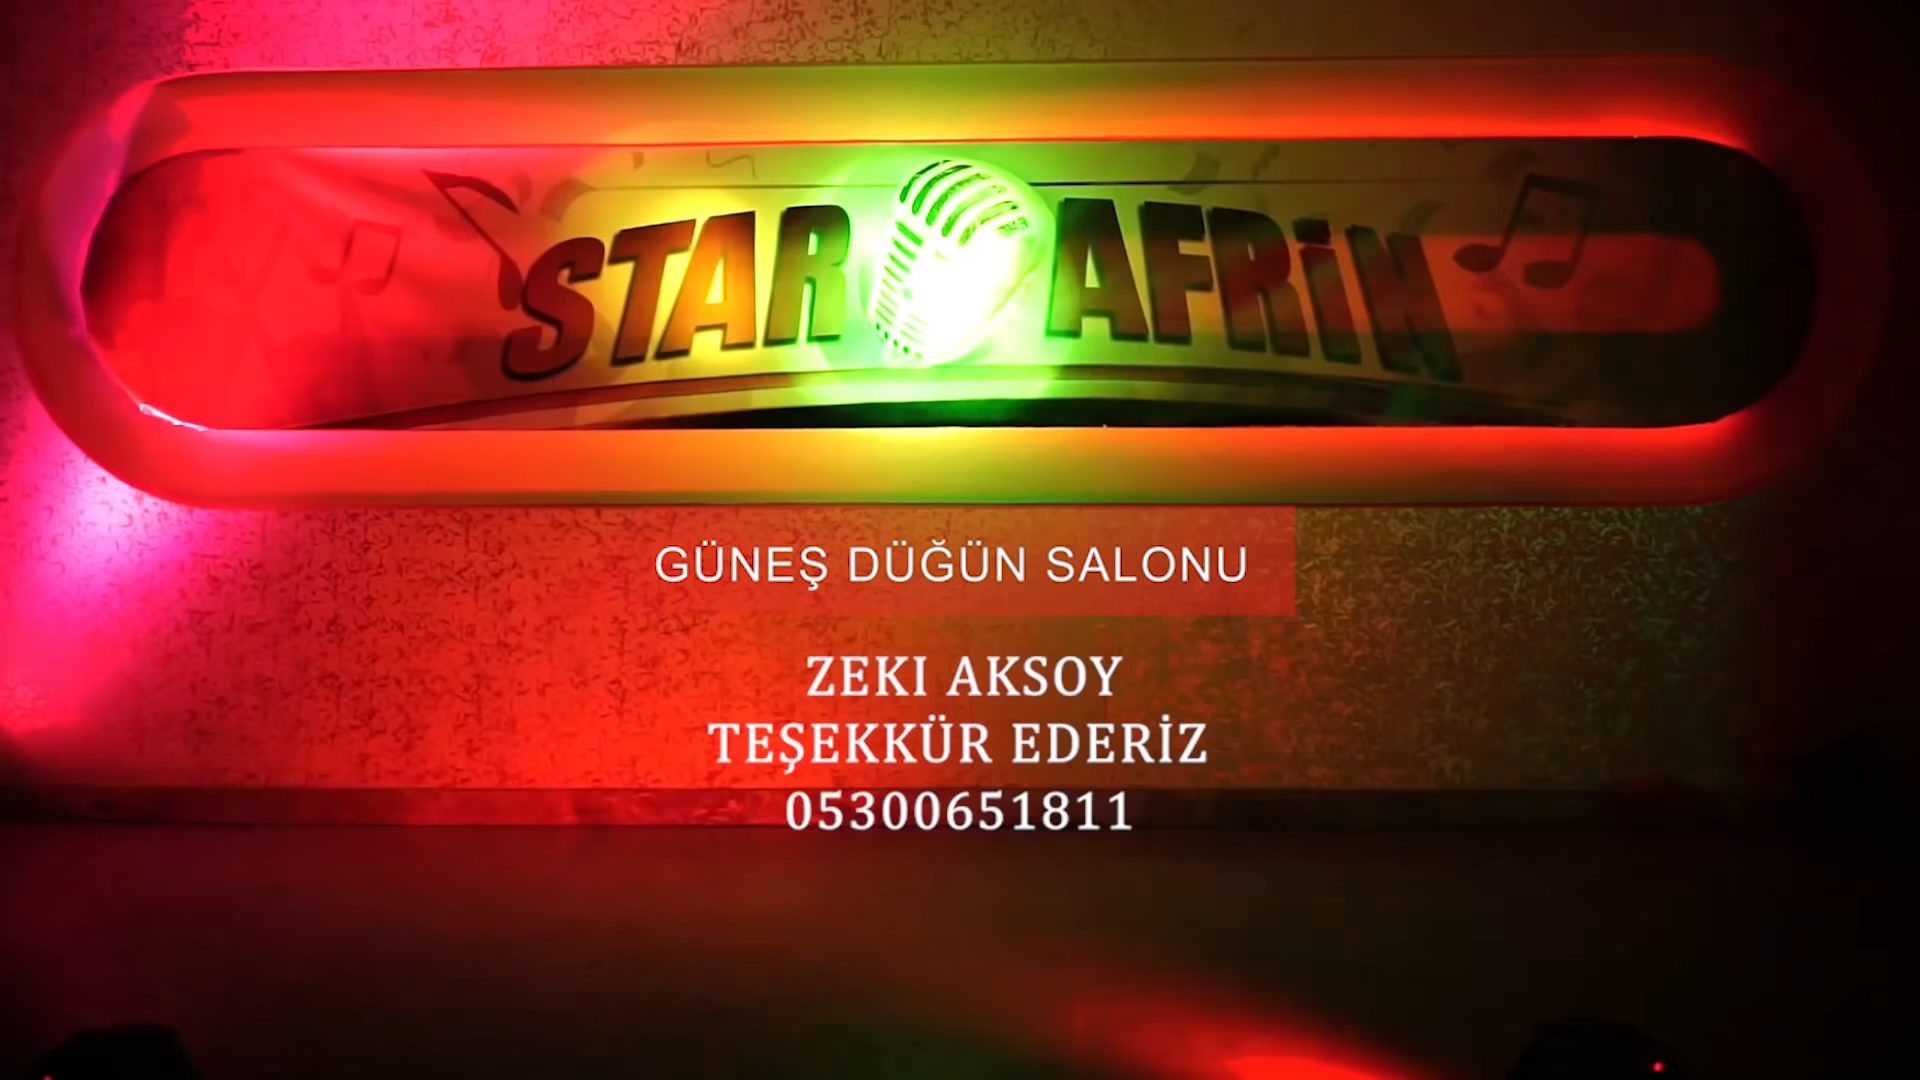 STAR AFRİN
GÜNEŞ DÜĞÜN SALONU
ZEKI AKSOY
TEŞEKKÜR EDERİZ
05300651811